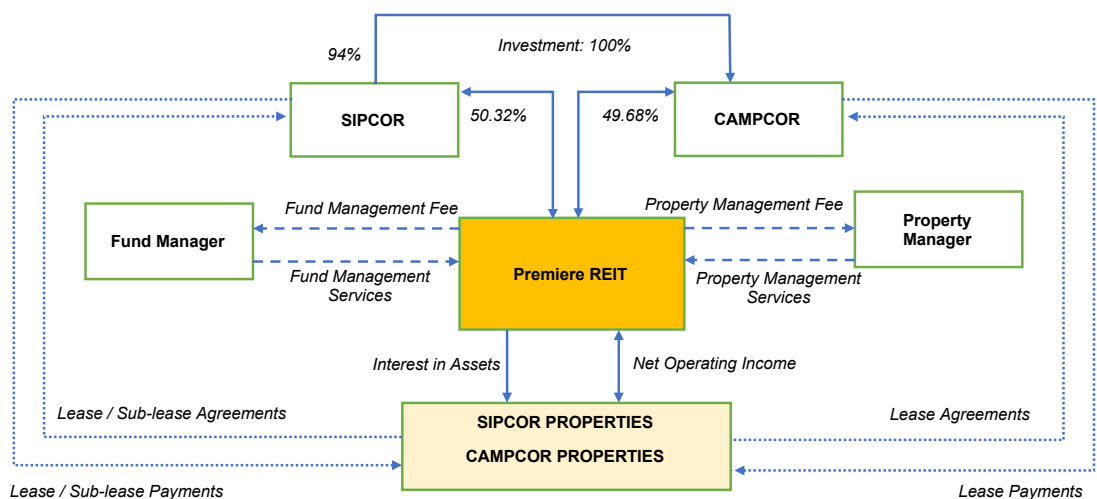 94%
Investment: 100%
SIPCOR
50.32%
49.68%
CAMPCOR
Fund Manager
Fund Management Fee
Fund Management
Services
Premiere REIT
Property Management Fee
Property Management
Services
Property
Manager
Interest in Assets
Net Operating Income
Lease / Sub-lease Agreements
SIPCOR PROPERTIES
CAMPCOR PROPERTIES
Lease Agreements
Lease / Sub-lease Payments
Lease Payments